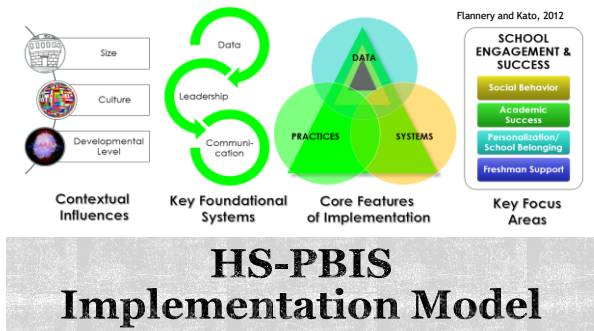 Flannery and Kato, 2012
Size
Culture
Developmental
Level
Contextual
Influences
Data
Leadership
Communi-
cation
Key Foundational
Systems
DATA
PRACTICES
SYSTEMS
Core Features
of Implementation
SCHOOL
ENGAGEMENT &
SUCCESS
Social Behavior
Academic
Success
Personalization/
School Belonging
Freshman Support
Key Focus
Areas
HS-PBIS
Implementation Model